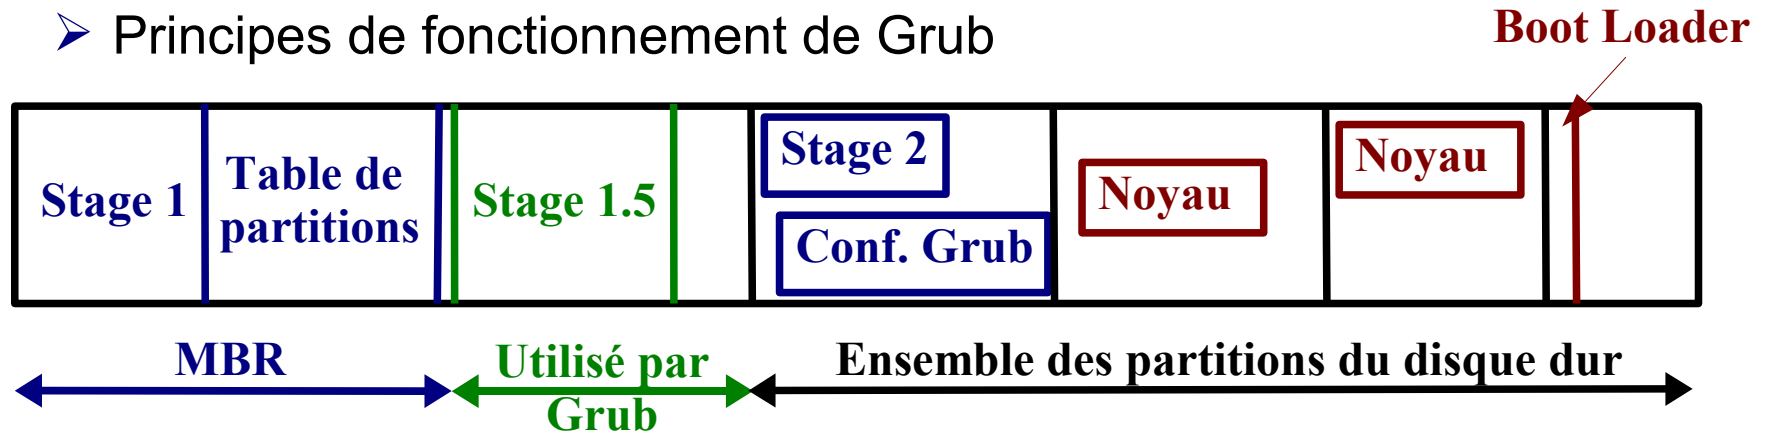 Principes de fonctionnement de Grub
Boot Loader
Stage 1
Table de
partitions
Stage 1.5
Stage 2
Conf. Grub
Noyau
Noyau
MBR
Utilisé par
Grub
Ensemble des partitions du disque dur